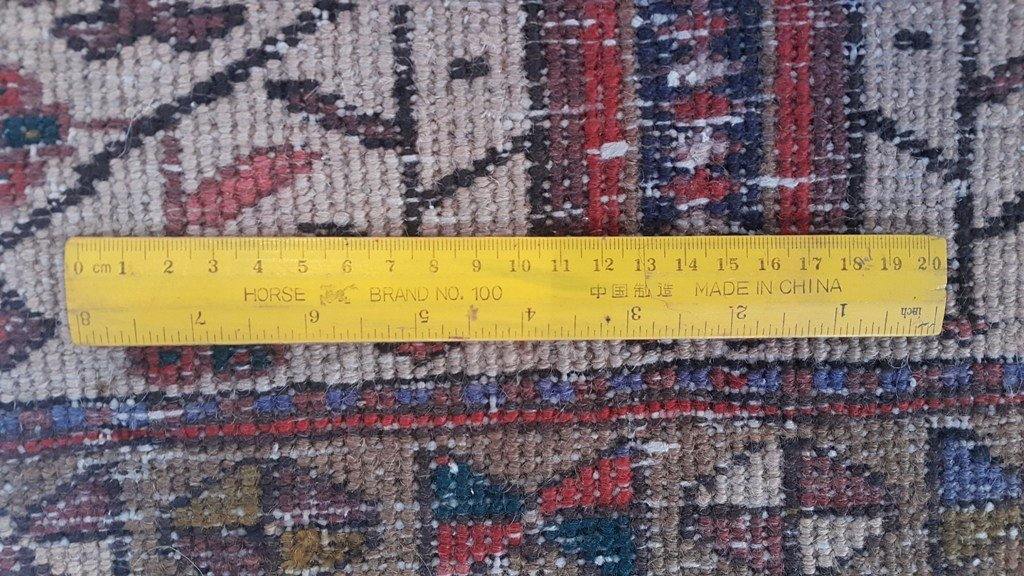 0 cm 1 2 3 4 5 6 7 8 9 10 11 12 13 14 15 16 17 18 19 20
HORSE BRAND NO. 100 中国制造 MADE IN CHINA
8 7 6 5 4 3 2 1 inch